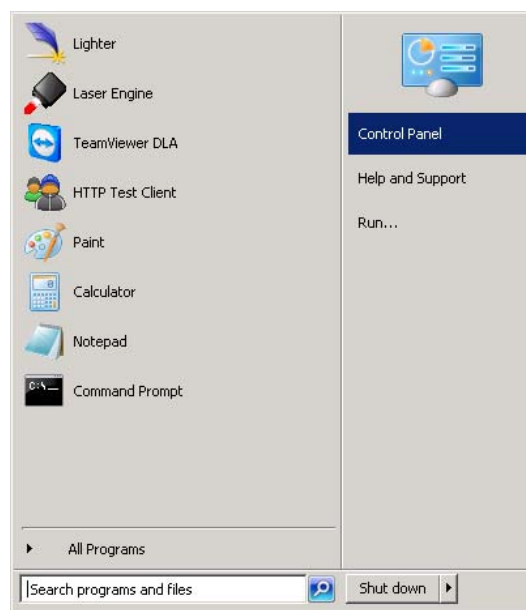 Lighter
Laser Engine
TeamViewer DLA
HTTP Test Client
Paint
Calculator
Notepad
C:\
Command Prompt
All Programs
Search programs and files
Control Panel
Help and Support
Run...
Shut down